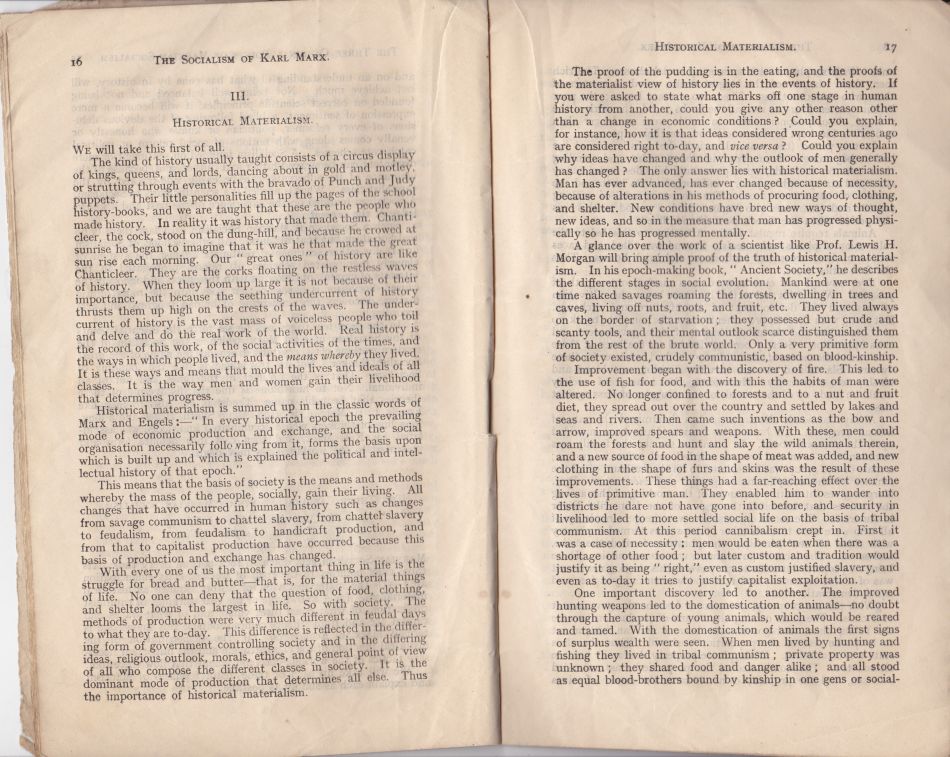 16
The Socialism of Karl Marx.
III.
Historical Materialism.
We will take this first of all.
The kind of history usually taught consists of a circus display
of kings, queens, and lords, dancing about in gold and motley,
or strutting through events with the bravado of Punch and Judy
puppets. Their little personalities fill up the pages of the school
history-books, and we are taught that these are the people who
made history. In reality it was history that made them. Chanti-
cleer, the cock, stood on the dung-hill, and because he crowed at
sunrise he began to imagine that it was he that made the great
sun rise each morning. Our " great ones " of history are like
Chanticleer. They are the corks floating on the restless waves
of history. When they loom up large it is not because of their
importance, but because the seething undercurrent of history
thrusts them up high on the crests of the waves. The under-
current of history is the vast mass of voiceless people who toil
and delve and do the real work of the world. Real history is
the record of this work, of the social activities of the times, and
the ways in which people lived, and the means whereby they lived.
It is these ways and means that mould the lives and ideals of all
classes. It is the way men and women gain their livelihood
that determines progress.
Historical materialism is summed up in the classic words of
Marx and Engels :—" In every historical epoch the prevailing
mode of economic production and exchange, and the social
organisation necessarily follo ving from it, forms the basis upon
which is built up and which is explained the political and intel-
lectual history of that epoch."
This means that the basis of society is the means and methods
whereby the mass of the people, socially, gain their living. All
changes that have occurred in human history such as changes
from savage communism to chattel slavery, from chattel slavery
to feudalism, from feudalism to handicraft production, and
from that to capitalist production have occurred because this
basis of production and exchange has changed.
With every one of us the most important thing in life is the
struggle for bread and butter—that is, for the material things
of life. No one can deny that the question of food, clothing,
and shelter looms the largest in life. So with society. The
methods of production were very much different in feudal days
to what they are to-day. This difference is reflected in the differ-
ing form of government controlling society and in the differing
ideas, religious outlook, morals, ethics, and general point of view
of all who compose the different classes in society. It is the
dominant mode of production that determines all else. Thus
the importance of historical materialism.
Historical Materialism.
17
The proof of the pudding is in the eating, and the proofs of
the materialist view of history lies in the events of history. If
you were asked to state what marks off one stage in human
history from another, could you give any other reason other
than a change in economic conditions ? Could you explain,
for instance, how it is that ideas considered wrong centuries ago
are considered right to-day, and vice versa ? Could you explain
why ideas have changed and why the outlook of men generally
has changed ? The only answer lies with historical materialism.
Man has ever advanced, has ever changed because of necessity,
because of alterations in his methods of procuring food, clothing,
and shelter. New conditions have bred new ways of thought,
new ideas, and so in the measure that man has progressed physi-
cally so he has progressed mentally.
A glance over the work of a scientist like Prof. Lewis H.
Morgan will bring ample proof of the truth of historical material-
ism. In his epoch-making book, " Ancient Society," he describes
the different stages in social evolution. Mankind were at one
time naked savages roaming the forests, dwelling in trees and
caves, living off nuts, roots, and fruit, etc. They lived always
on the border of starvation ; they possessed but crude and
scanty tools, and their mental outlook scarce distinguished them
from the rest of the brute world. Only a very primitive form
of society existed, crudely communistic, based on blood-kinship.
Improvement began with the discovery of fire. This led to
the use of fish for food, and with this the habits of man were
altered. No longer confined to forests and to a nut and fruit
diet, they spread out over the country and settled by lakes and
seas and rivers. Then came such inventions as the bow and
arrow, improved spears and weapons. With these, men could
roam the forests and hunt and slay the wild animals therein,
and a new source of food in the shape of meat was added, and new
clothing in the shape of furs and skins was the result of these
improvements. These things had a far-reaching effect over the
lives of primitive man. They enabled him to wander into
districts he dare not have gone into before, and security in
livelihood led to more settled social life on the basis of tribal
communism. At this period cannibalism crept in. First it
was a case of necessity ; men would be eaten when there was a
shortage of other food ; but later custom and tradition would
justify it as being " right," even as custom justified slavery, and
even as to-day it tries to justify capitalist exploitation.
One important discovery led to another. The improved
hunting weapons led to the domestication of animals—no doubt
through the capture of young animals, which would be reared
and tamed. With the domestication of animals the first signs
of surplus wealth were seen. When men lived by hunting and
fishing they lived in tribal communism ; private property was
unknown ; they shared food and danger alike ; and all stood
as equal blood-brothers bound by kinship in one gens or social-